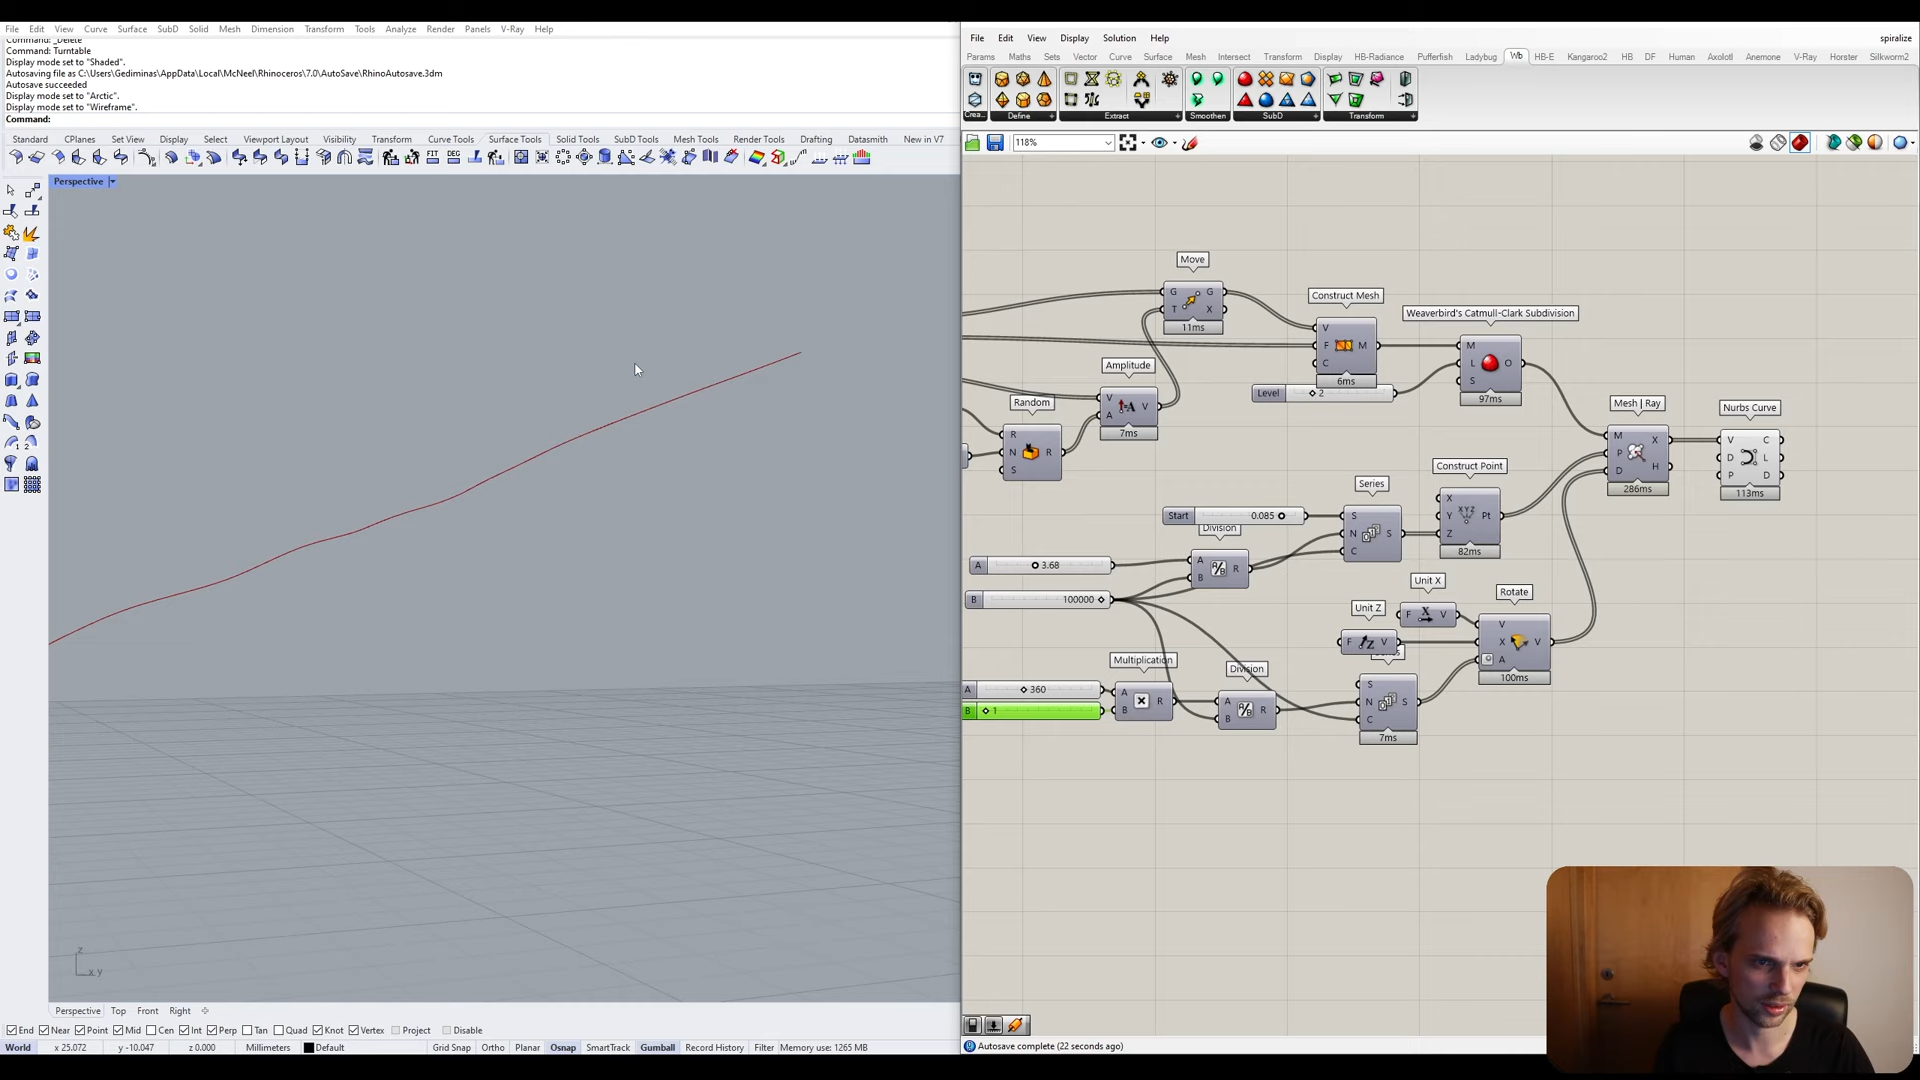 File Edit View Curve Surface SubD Solid Mesh Dimension Transform Tools Analyze Render Panels V-Ray Help
Command: _Delete
Command: Turntable
Display mode set to "Shaded".
Autosaving file as C:\Users\Gediminas\AppData\Local\McNeel\Rhinoceros\7.0\AutoSave\RhinoAutosave.3dm
Autosave succeeded
Display mode set to "Arctic".
Display mode set to "Wireframe".
Command:
Standard CPlanes Set View Display Select Viewport Layout Visibility Transform Curve Tools Surface Tools Solid Tools SubD Tools Mesh Tools Render Tools Drafting Datasmith New in V7
FIT DEG
Perspective
z
x y
Perspective Top Front Right
End Near Point Mid Cen Int Perp Tan Quad Knot Vertex Project Disable
World x 25.072 y -10.047 z 0.000 Millimeters Default Grid Snap Ortho Planar Osnap SmartTrack Gumball Record History Filter Memory use: 1265 MB
File Edit View Display Solution Help spiralize
Params Maths Sets Vector Curve Surface Mesh Intersect Transform Display HB-Radiance Pufferfish Ladybug Wb HB-E Kangaroo2 HB DF Human Axolotl Anemone V-Ray Horster Silkworm2
Crea... Define Extract Smoothen SubD Transform
118%
Move
G G
T X
11ms
Construct Mesh
V
F M
C
6ms
Weaverbird's Catmull-Clark Subdivision
M
L O
S
97ms
Level 2
Amplitude
V V
A
7ms
Random
R
N R
S
Mesh | Ray
M X
P
D H
286ms
Nurbs Curve
V C
D L
P D
113ms
Construct Point
X
Y Pt
Z
82ms
Series
S
N S
C
Start 0.085
Division
A R
B
A 3.68
B 100000
Unit X
F V
Unit Z
F V
Rotate
V
X V
A
100ms
Multiplication
A R
B
Division
A R
B
A 360
B 1
S
N S
C
7ms
Autosave complete (22 seconds ago)